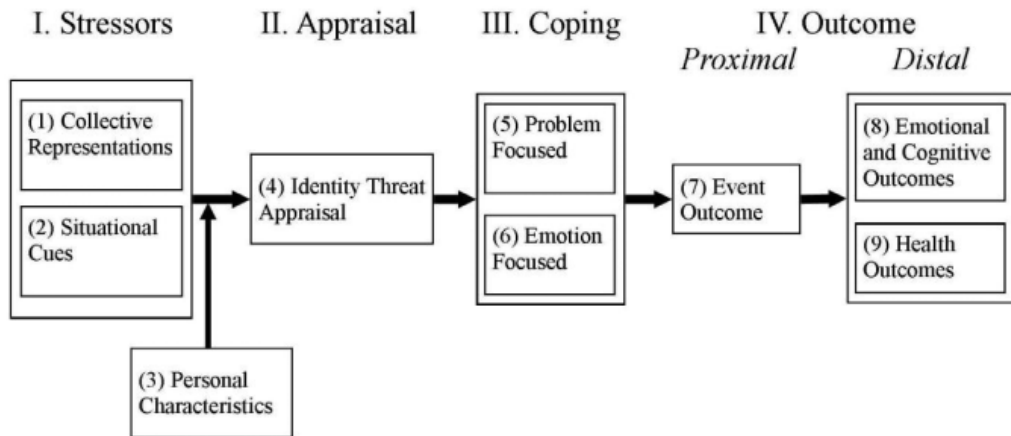 I. Stressors
II. Appraisal
III. Coping
IV. Outcome
Proximal
Distal
(1) Collective
Representations
(2) Situational
Cues
(3) Personal
Characteristics
(4) Identity Threat
Appraisal
(5) Problem
Focused
(6) Emotion
Focused
(7) Event
Outcome
(8) Emotional
and Cognitive
Outcomes
(9) Health
Outcomes